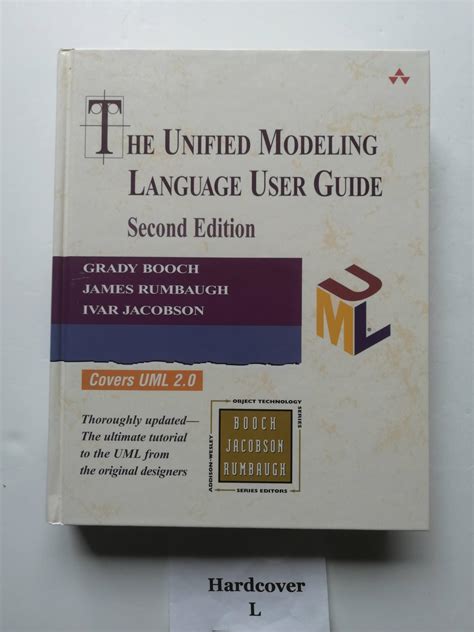 THE UNIFIED MODELING
LANGUAGE USER GUIDE
Second Edition
GRADY BOOCH
JAMES RUMBAUGH
IVAR JACOBSON
UML
Covers UML 2.0
Thoroughly updated—
The ultimate tutorial
to the UML from
the original designers
OBJECT TECHNOLOGY
SERIES
ADDISON-WESLEY
BOOCH
JACOBSON
RUMBAUGH
SERIES EDITORS
Hardcover
L